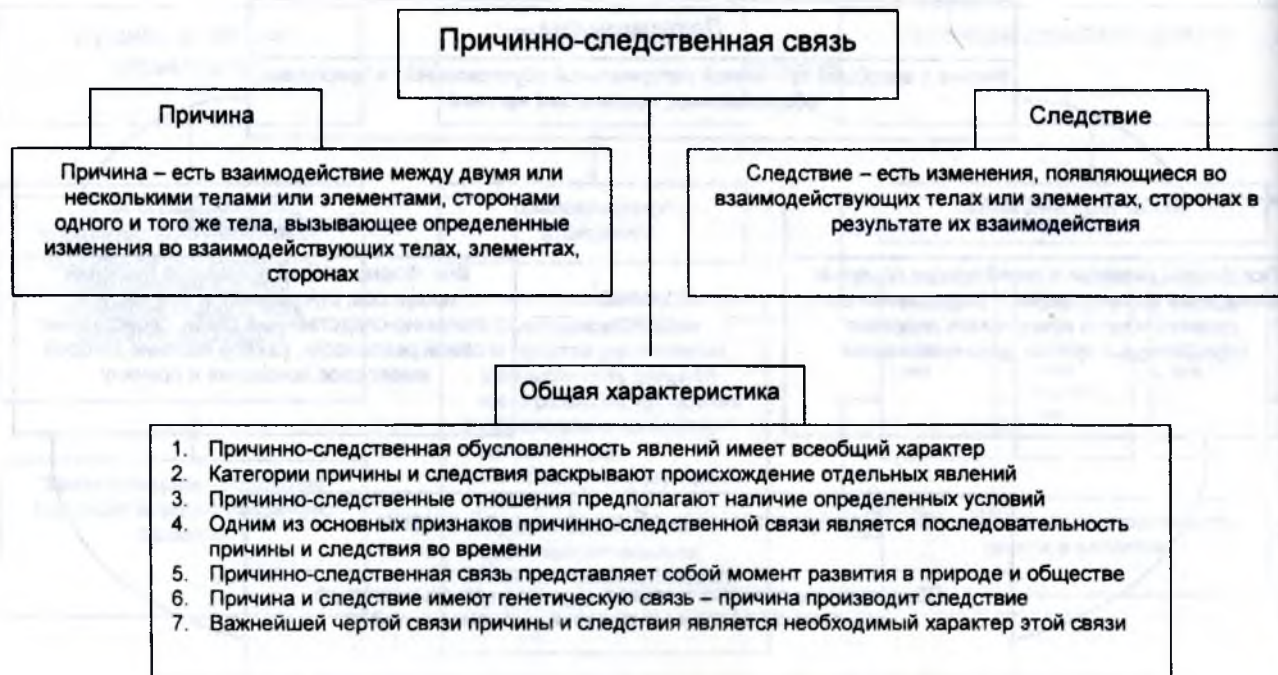 Причинно-следственная связь
Причина
Причина – есть взаимодействие между двумя или
несколькими телами или элементами, сторонами
одного и того же тела, вызывающее определенные
изменения во взаимодействующих телах, элементах,
сторонах
Следствие
Следствие – есть изменения, появляющиеся во
взаимодействующих телах или элементах, сторонах в
результате их взаимодействия
Общая характеристика
1. Причинно-следственная обусловленность явлений имеет всеобщий характер
2. Категории причины и следствия раскрывают происхождение отдельных явлений
3. Причинно-следственные отношения предполагают наличие определенных условий
4. Одним из основных признаков причинно-следственной связи является последовательность
причины и следствия во времени
5. Причинно-следственная связь представляет собой момент развития в природе и обществе
6. Причина и следствие имеют генетическую связь – причина производит следствие
7. Важнейшей чертой связи причины и следствия является необходимый характер этой связи